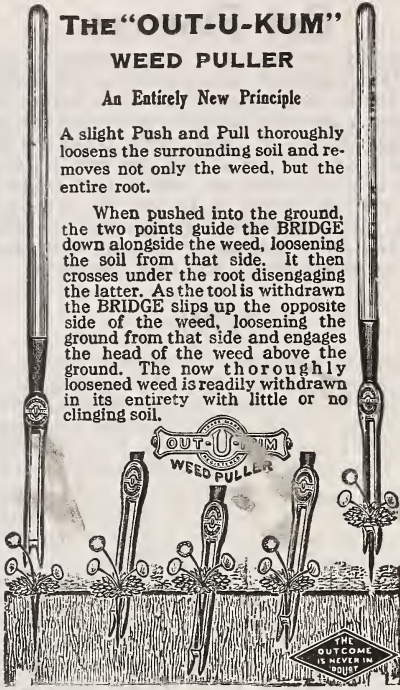 THE "OUT-U-KUM"
WEED PULLER
An Entirely New Principle
A slight Push and Pull thoroughly
loosens the surrounding soil and re-
moves not only the weed, but the
entire root.
When pushed into the ground,
the two points guide the BRIDGE
down alongside the weed, loosening
the soil from that side. It then
crosses under the root disengaging
the latter. As the tool is withdrawn
the BRIDGE slips up the opposite
side of the weed, loosening the
ground from that side and engages
the head of the weed above the
ground. The now thoroughly
loosened weed is readily withdrawn
in its entirety with little or no
clinging soil.
OUT-U-KUM
WEED PULLER
THE
OUTCOME
IS NEVER IN
DOUBT